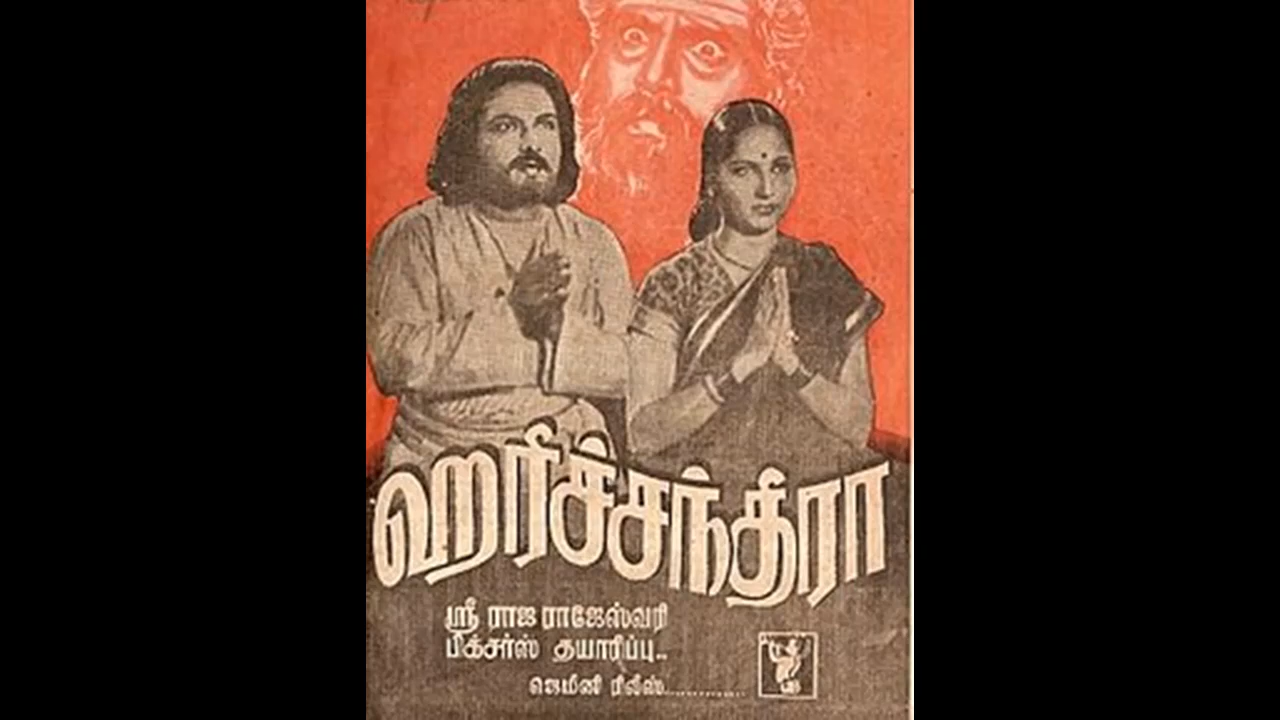 ஹரிச்சந்திரா
ஸ்ரீ ராஜ ராஜேஸ்வரி
பிக்சர்ஸ் தயாரிப்பு..
ஜெமினி ரிலீஸ்..............